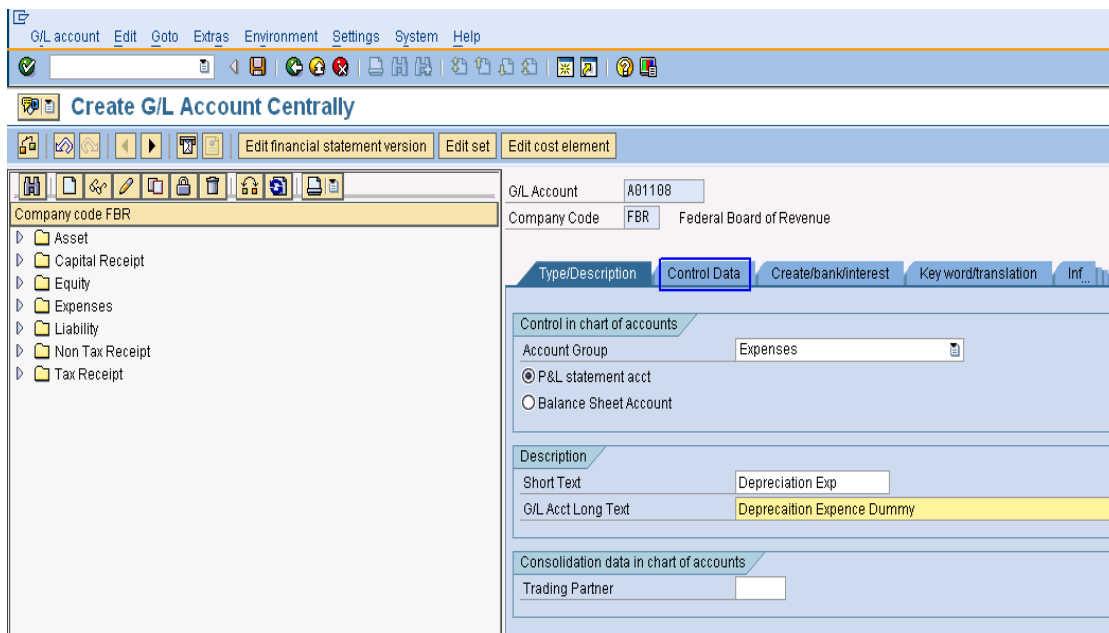 G/L account Edit Goto Extras Environment Settings System Help
Create G/L Account Centrally
Edit financial statement version Edit set Edit cost element
G/L Account A01108
Company Code FBR Federal Board of Revenue
Company code FBR
Asset
Capital Receipt
Equity
Expenses
Liability
Non Tax Receipt
Tax Receipt
Type/Description Control Data Create/bank/interest Key word/translation Inf...
Control in chart of accounts
Account Group Expenses
P&L statement acct
Balance Sheet Account
Description
Short Text Depreciation Exp
G/L Acct Long Text Deprecaition Expence Dummy
Consolidation data in chart of accounts
Trading Partner